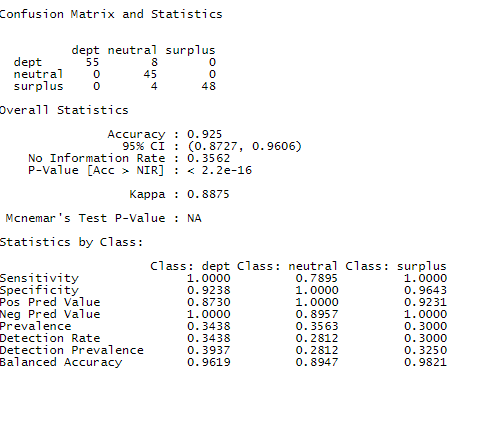 Confusion Matrix and Statistics
dept neutral surplus
dept 55 8 0
neutral 0 45 0
surplus 0 4 48
Overall Statistics
Accuracy : 0.925
95% CI : (0.8727, 0.9606)
No Information Rate : 0.3562
P-Value [Acc > NIR] : < 2.2e-16
Kappa : 0.8875
Mcnemar's Test P-Value : NA
Statistics by Class:
Class: dept Class: neutral Class: surplus
Sensitivity 1.0000 0.7895 1.0000
Specificity 0.9238 1.0000 0.9643
Pos Pred Value 0.8730 1.0000 0.9231
Neg Pred Value 1.0000 0.8957 1.0000
Prevalence 0.3438 0.3563 0.3000
Detection Rate 0.3438 0.2812 0.3000
Detection Prevalence 0.3937 0.2812 0.3250
Balanced Accuracy 0.9619 0.8947 0.9821